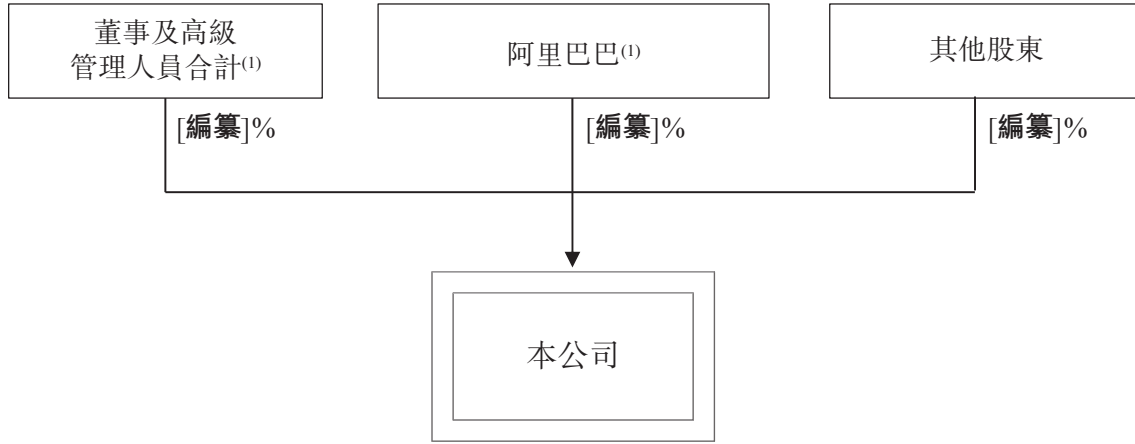 董事及高級
管理人員合計(1)
阿里巴巴(1)
其他股東
[編纂]%
[編纂]%
[編纂]%
本公司